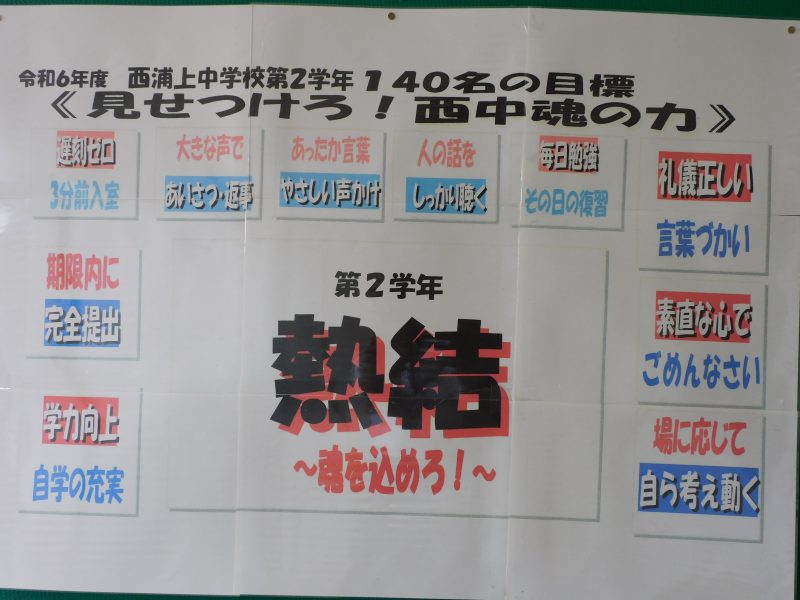 令和6年度 西浦上中学校第2学年 140名の目標
《見せつけろ！西中魂の力》
遅刻ゼロ
3分前入室
大きな声で
あいさつ・返事
あったか言葉
やさしい声かけ
人の話を
しっかり聴く
毎日勉強
その日の復習
礼儀正しい
言葉づかい
期限内に
完全提出
素直な心で
ごめんなさい
学力向上
自学の充実
場に応じて
自ら考え動く
第2学年
熱結
～魂を込めろ！～